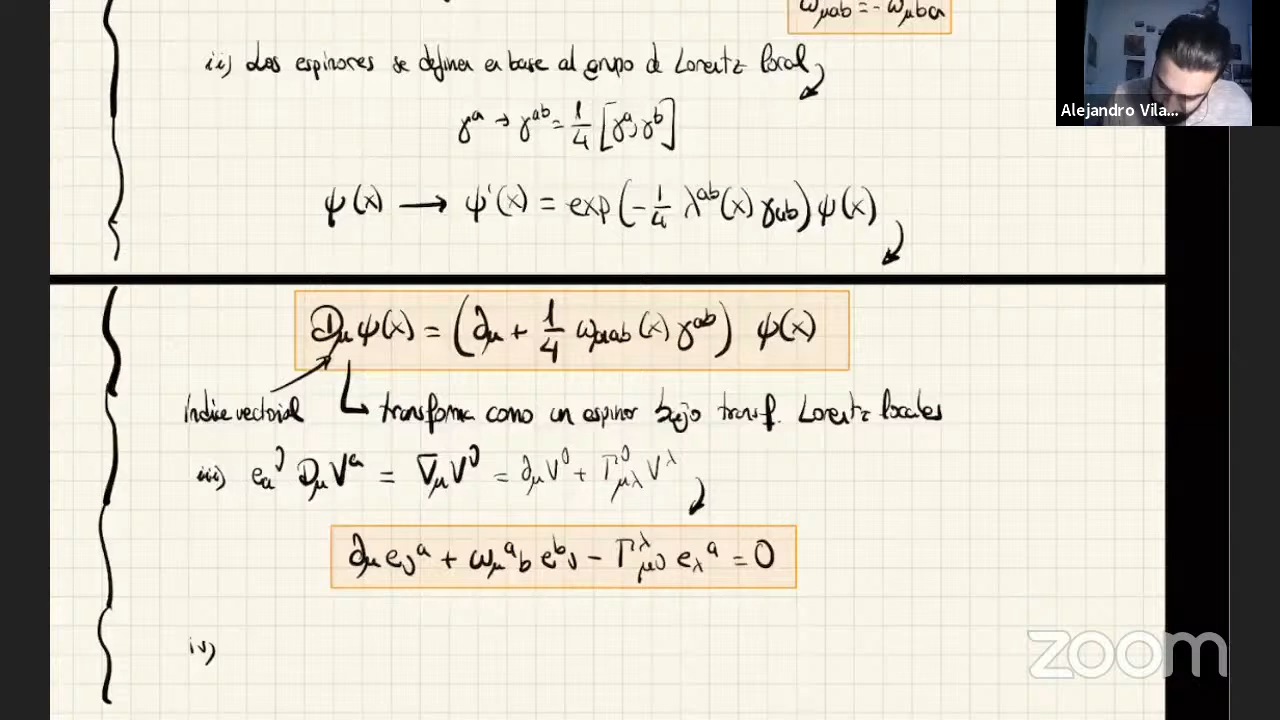 ω_μab = -ω_μba
Alejandro Vila...
ii) Los espinores se definen en base al grupo de Lorentz local
γ^a → γ^ab = 1/4 [γ^a, γ^b]
ψ(x) → ψ'(x) = exp(-1/4 λ^ab(x) γ_ab) ψ(x)
D_μ ψ(x) = (∂_μ + 1/4 ω_μab(x) γ^ab) ψ(x)
Índice vectorial
transforma como un espinor bajo transf. Lorentz locales
iii) e_a^ν D_μ V^a = ∇_μ V^ν = ∂_μ V^ν + Γ^ν_μλ V^λ
∂_μ e_ν^a + ω_μ^a_b e^b_ν - Γ^λ_μν e_λ^a = 0
iv)
zoom